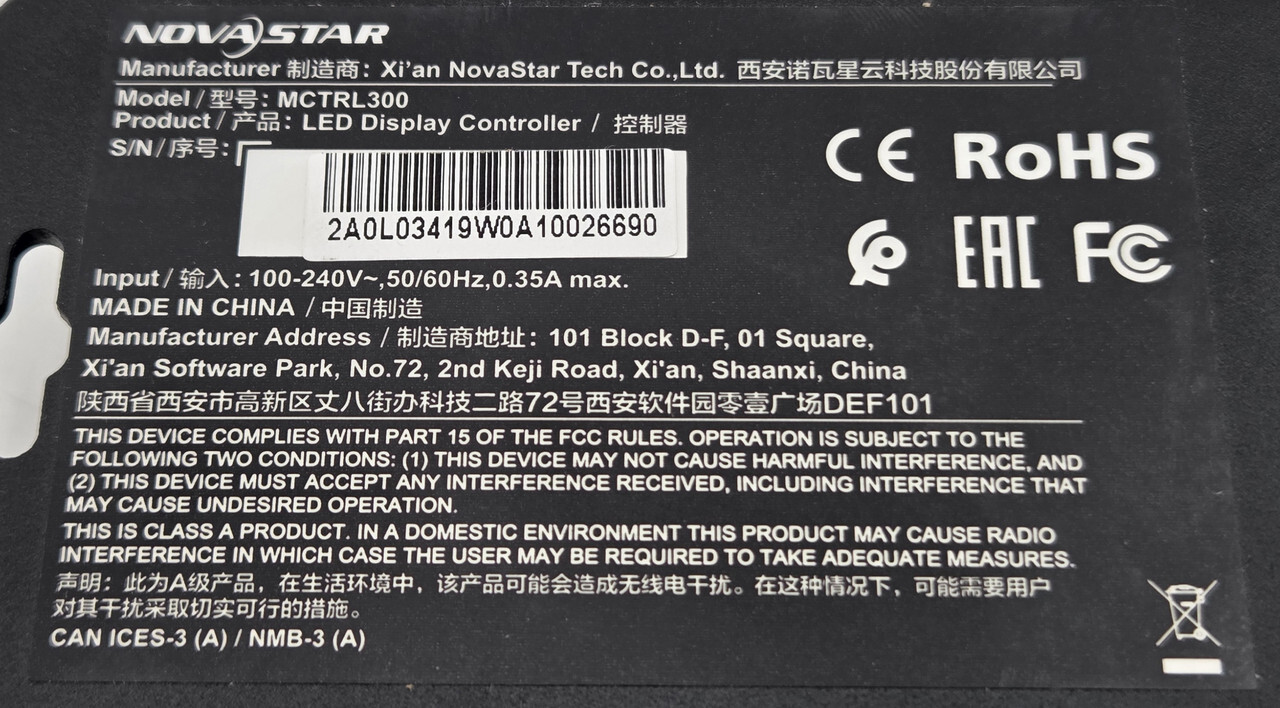 NOVASTAR
Manufacturer 制造商: Xi'an NovaStar Tech Co.,Ltd. 西安诺瓦星云科技股份有限公司
Model / 型号: MCTRL300
Product / 产品: LED Display Controller / 控制器
S/N / 序号:
2A0L03419W0A10026690
CE RoHS
EAC FC
Input / 输入: 100-240V~,50/60Hz,0.35A max.
MADE IN CHINA / 中国制造
Manufacturer Address / 制造商地址: 101 Block D-F, 01 Square,
Xi'an Software Park, No.72, 2nd Keji Road, Xi'an, Shaanxi, China
陕西省西安市高新区丈八街办科技二路72号西安软件园零壹广场DEF101
THIS DEVICE COMPLIES WITH PART 15 OF THE FCC RULES. OPERATION IS SUBJECT TO THE
FOLLOWING TWO CONDITIONS: (1) THIS DEVICE MAY NOT CAUSE HARMFUL INTERFERENCE, AND
(2) THIS DEVICE MUST ACCEPT ANY INTERFERENCE RECEIVED, INCLUDING INTERFERENCE THAT
MAY CAUSE UNDESIRED OPERATION.
THIS IS CLASS A PRODUCT. IN A DOMESTIC ENVIRONMENT THIS PRODUCT MAY CAUSE RADIO
INTERFERENCE IN WHICH CASE THE USER MAY BE REQUIRED TO TAKE ADEQUATE MEASURES.
声明: 此为A级产品，在生活环境中，该产品可能会造成无线电干扰。在这种情况下，可能需要用户
对其干扰采取切实可行的措施。
CAN ICES-3 (A) / NMB-3 (A)